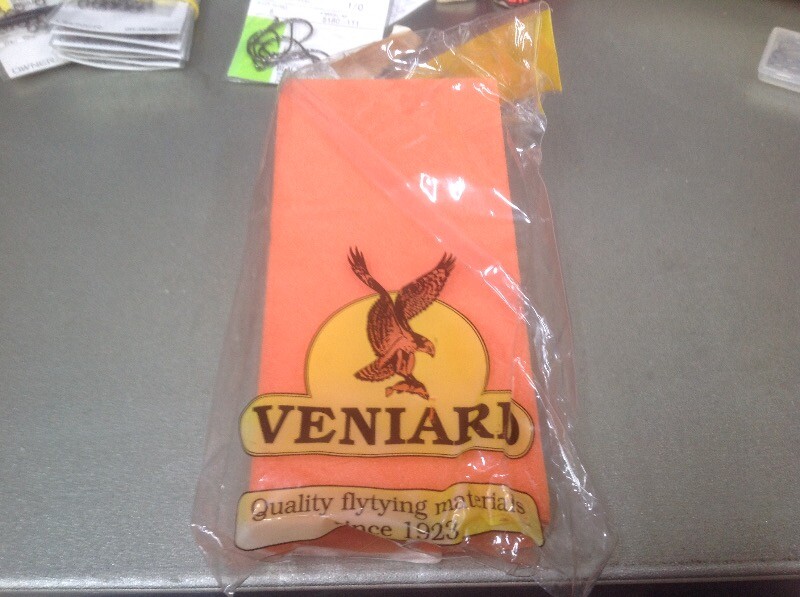 VENIARD
Quality flytying materials
since 1923